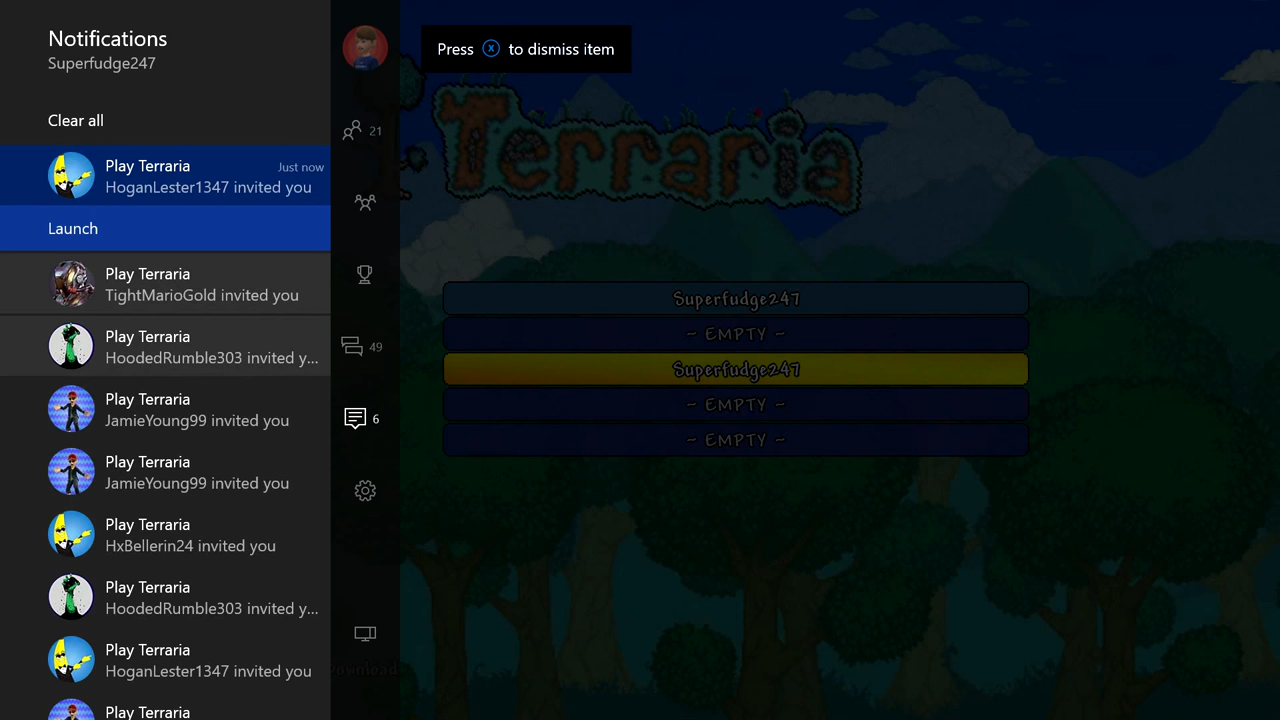 Notifications
Superfudge247
Clear all
Play Terraria
Just now
HoganLester1347 invited you
Launch
Play Terraria
TightMarioGold invited you
Play Terraria
HoodedRumble303 invited y...
Play Terraria
JamieYoung99 invited you
Play Terraria
JamieYoung99 invited you
Play Terraria
HxBellerin24 invited you
Play Terraria
HoodedRumble303 invited y...
Play Terraria
HoganLester1347 invited you
Play Terraria
21
49
6
Press X to dismiss item
Terraria
Superfudge247
~ EMPTY ~
Superfudge247
~ EMPTY ~
~ EMPTY ~